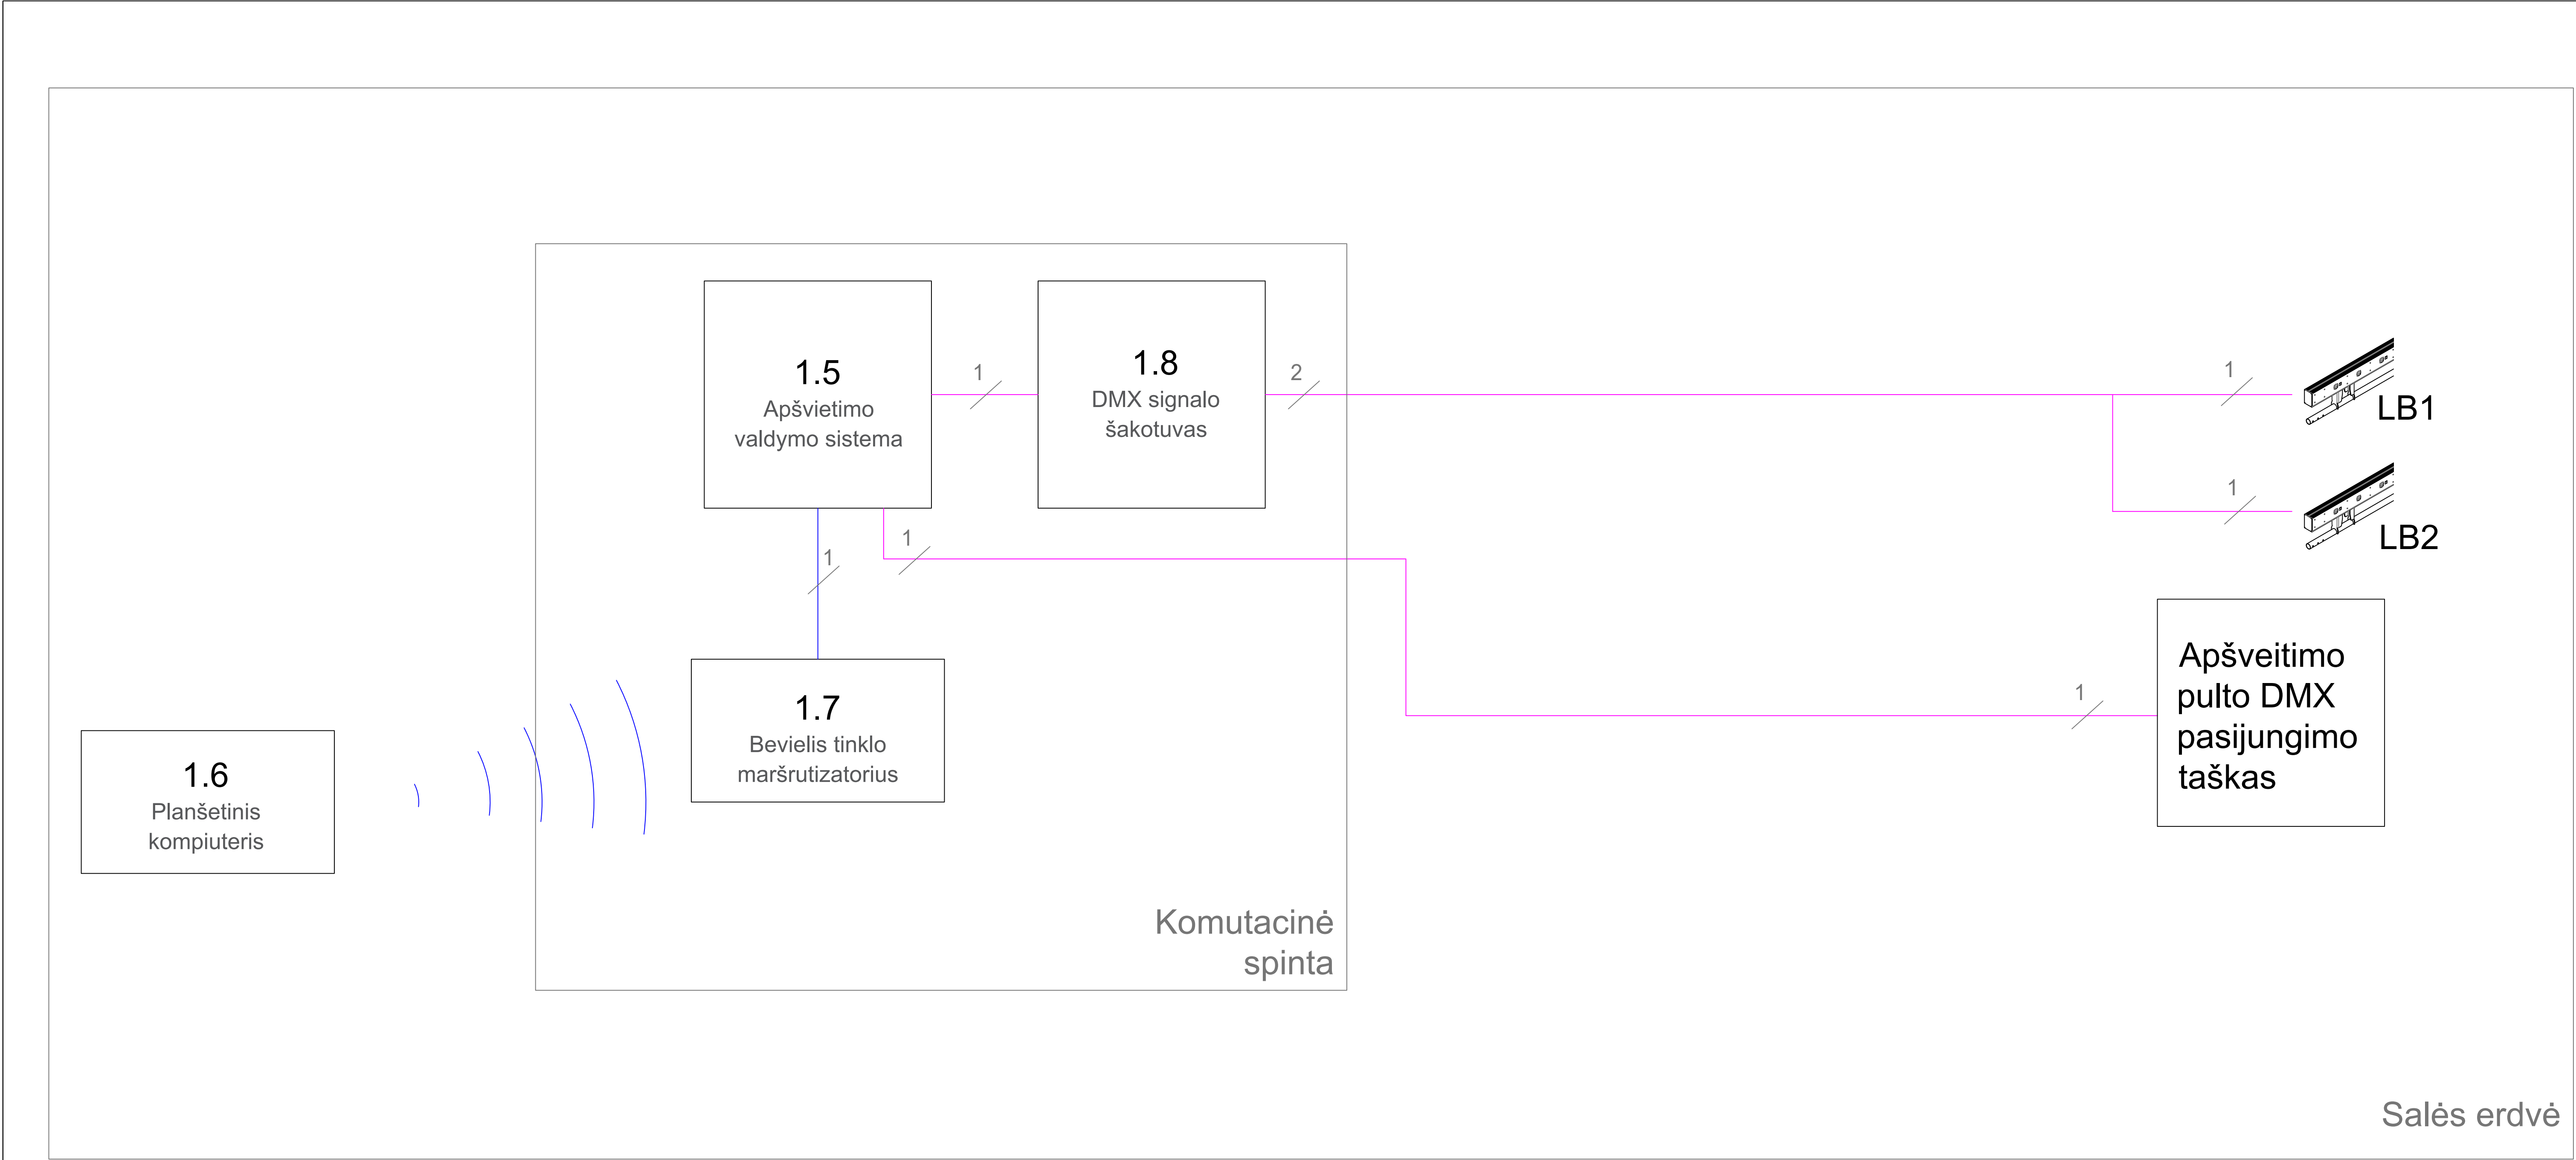 1.5
Apšvietimo
valdymo sistema
1
1.8
DMX signalo
šakotuvas
2
1
LB1
1
LB2
1
1
1.7
Bevielis tinklo
maršrutizatorius
1.6
Planšetinis
kompiuteris
1
Apšveitimo
pulto DMX
pasijungimo
taškas
Komutacinė
spinta
Salės erdvė